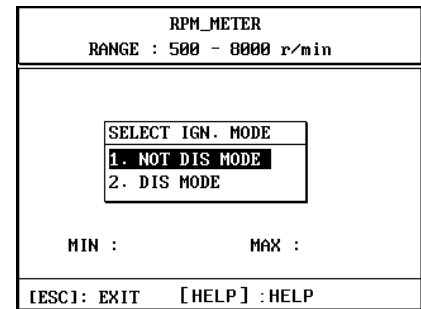 RPM_METER
RANGE : 500 - 8000 r/min
SELECT IGN. MODE
1. NOT DIS MODE
2. DIS MODE
MIN : MAX :
[ESC]: EXIT [HELP] :HELP